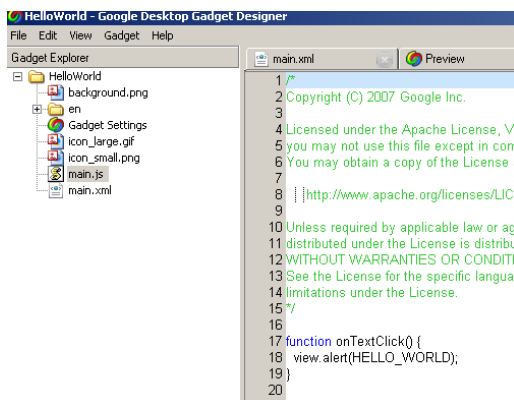 HelloWorld - Google Desktop Gadget Designer
File Edit View Gadget Help
Gadget Explorer
HelloWorld
background.png
en
Gadget Settings
icon_large.gif
icon_small.png
main.js
main.xml
main.xml Preview
1 /*
2 Copyright (C) 2007 Google Inc.
3
4 Licensed under the Apache License, V
5 you may not use this file except in com
6 You may obtain a copy of the License
7
8 http://www.apache.org/licenses/LIC
9
10 Unless required by applicable law or ag
11 distributed under the License is distribu
12 WITHOUT WARRANTIES OR CONDITI
13 See the License for the specific langua
14 limitations under the License.
15 */
16
17 function onTextClick() {
18 view.alert(HELLO_WORLD);
19 }
20